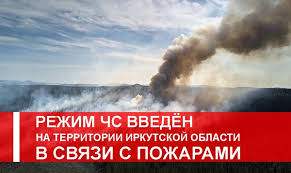 РЕЖИМ ЧС ВВЕДЁН
НА ТЕРРИТОРИИ ИРКУТСКОЙ ОБЛАСТИ
В СВЯЗИ С ПОЖАРАМИ